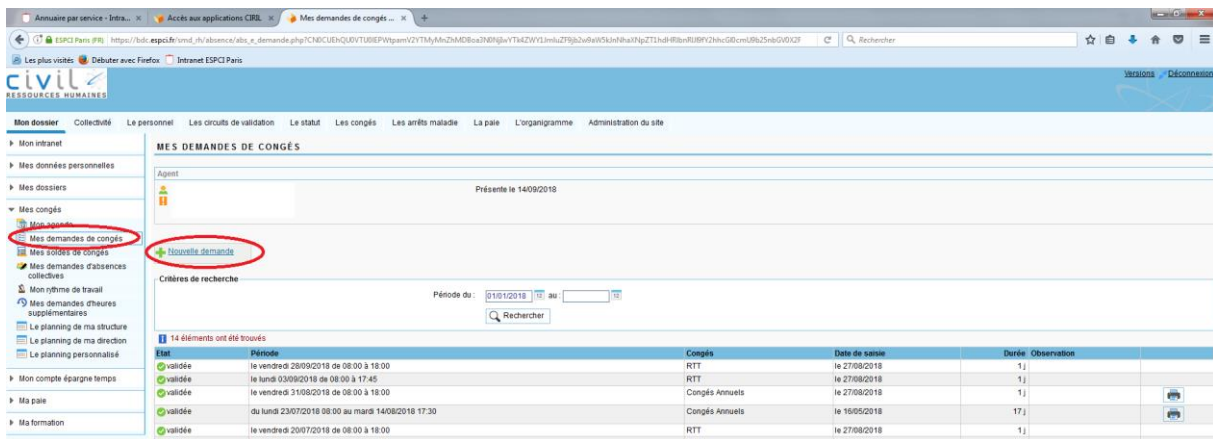 Annuaire par service - Intra... × Accès aux applications CIRIL × Mes demandes de congés ... × +
ESPCI Paris (FR) Rechercher
Les plus visités Débuter avec Firefox Intranet ESPCI Paris
civil Versions Déconnexion
RESSOURCES HUMAINES
Mon dossier Collectivité Le personnel Les circuits de validation Le statut Les congés Les arrêts maladie La paie L'organigramme Administration du site
Mon intranet
Mes données personnelles
Mes dossiers
Mes congés
Mon agenda
Mes demandes de congés
Mes soldes de congés
Mes demandes d'absences
collectives
Mon rythme de travail
Mes demandes d'heures
supplémentaires
Le planning de ma structure
Le planning de ma direction
Le planning personnalisé
Mon compte épargne temps
Ma paie
Ma formation
MES DEMANDES DE CONGÉS
Agent
Présente le 14/09/2018
Nouvelle demande
Critères de recherche
Période du : 01/01/2018 12 au : 12
Rechercher
14 éléments ont été trouvés
Etat Période Congés Date de saisie Durée Observation
validée le vendredi 28/09/2018 de 08:00 à 18:00 RTT le 27/08/2018 1 j
validée le lundi 03/09/2018 de 08:00 à 17:45 RTT le 27/08/2018 1 j
validée le vendredi 31/08/2018 de 08:00 à 18:00 Congés Annuels le 27/08/2018 1 j
validée du lundi 23/07/2018 08:00 au mardi 14/08/2018 17:30 Congés Annuels le 16/05/2018 17 j
validée le vendredi 20/07/2018 de 08:00 à 18:00 RTT le 27/08/2018 1 j